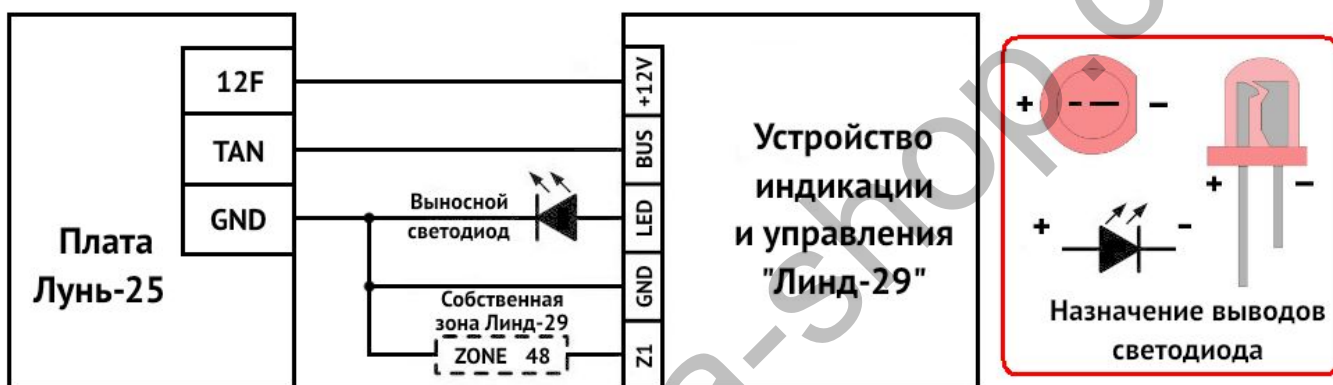 Плата
Лунь-25
12F
TAN
GND
Выносной
светодиод
Собственная
зона Линд-29
ZONE 48
+12V
BUS
LED
GND
Z1
Устройство
индикации
и управления
"Линд-29"
+ -
+ -
+ -
Назначение выводов
светодиода
a-shop.